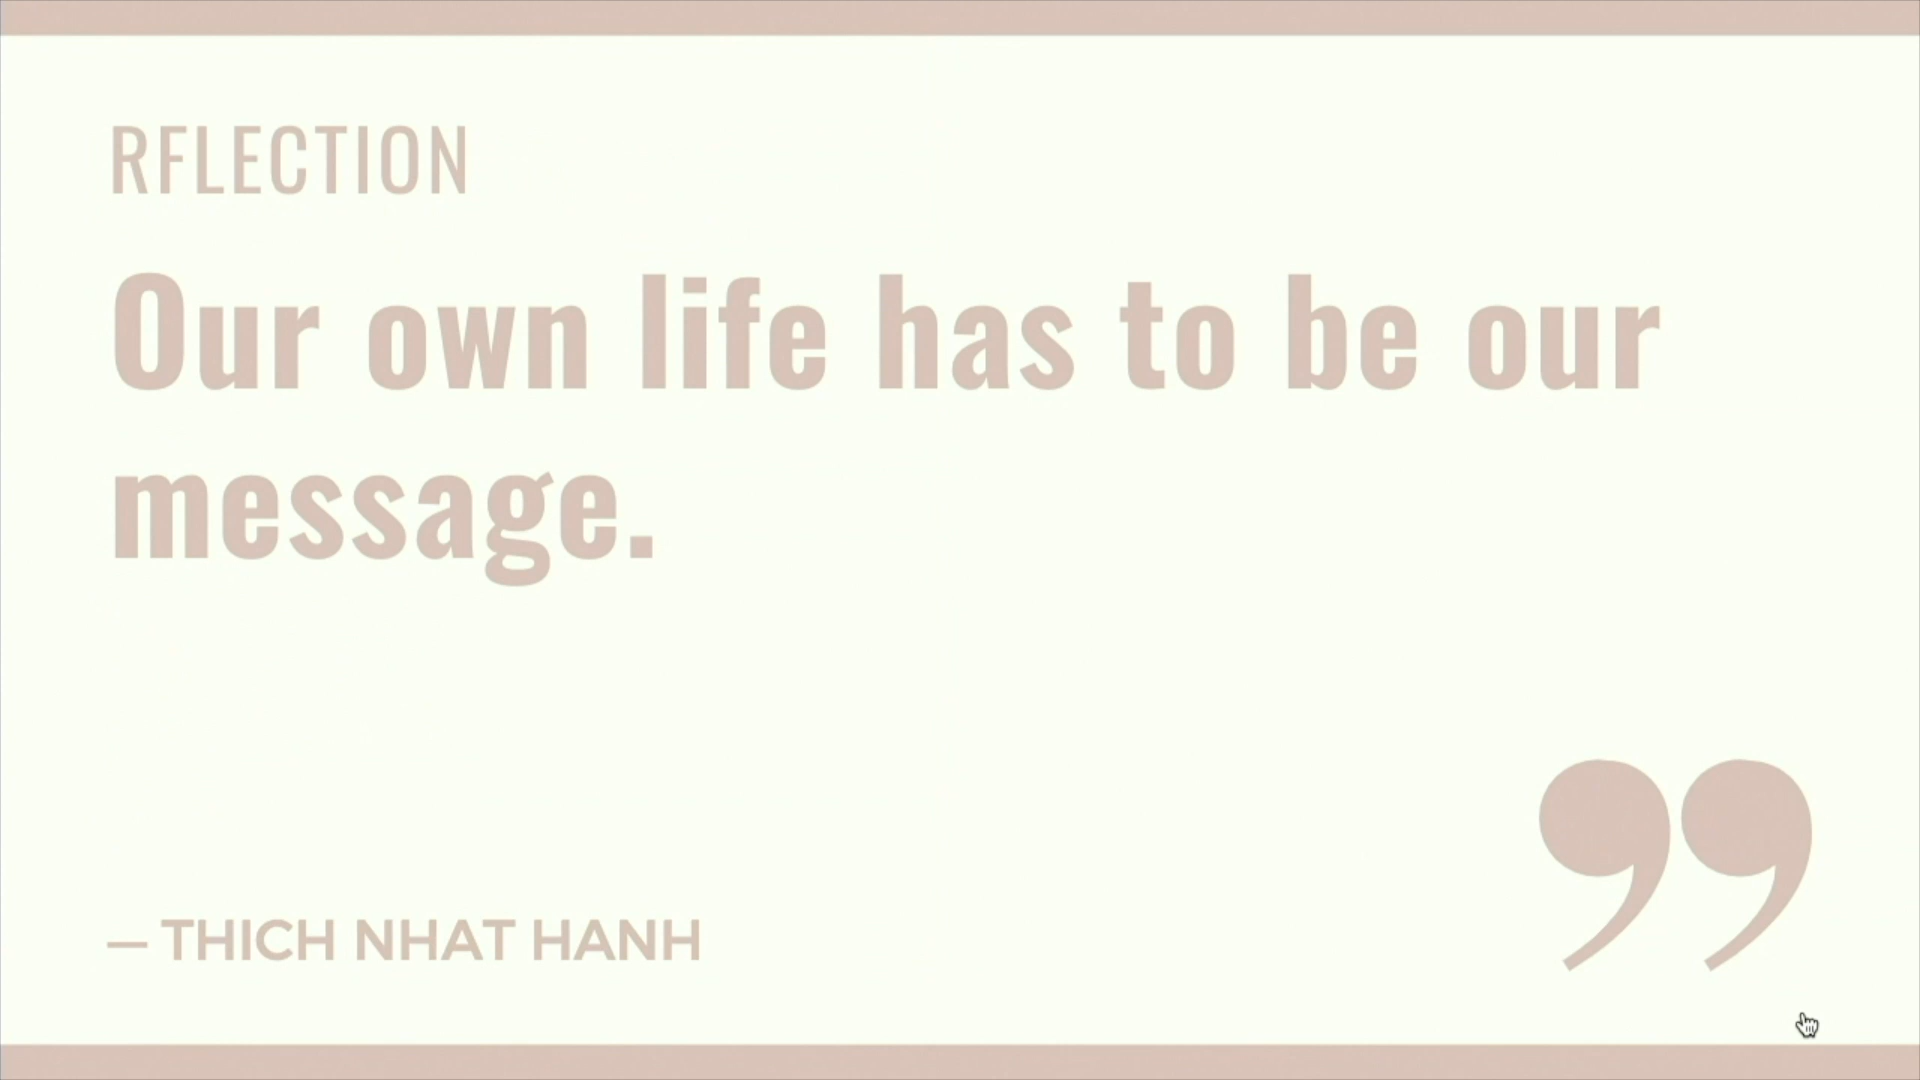 RFLECTION
Our own life has to be our
message.
— THICH NHAT HANH
”